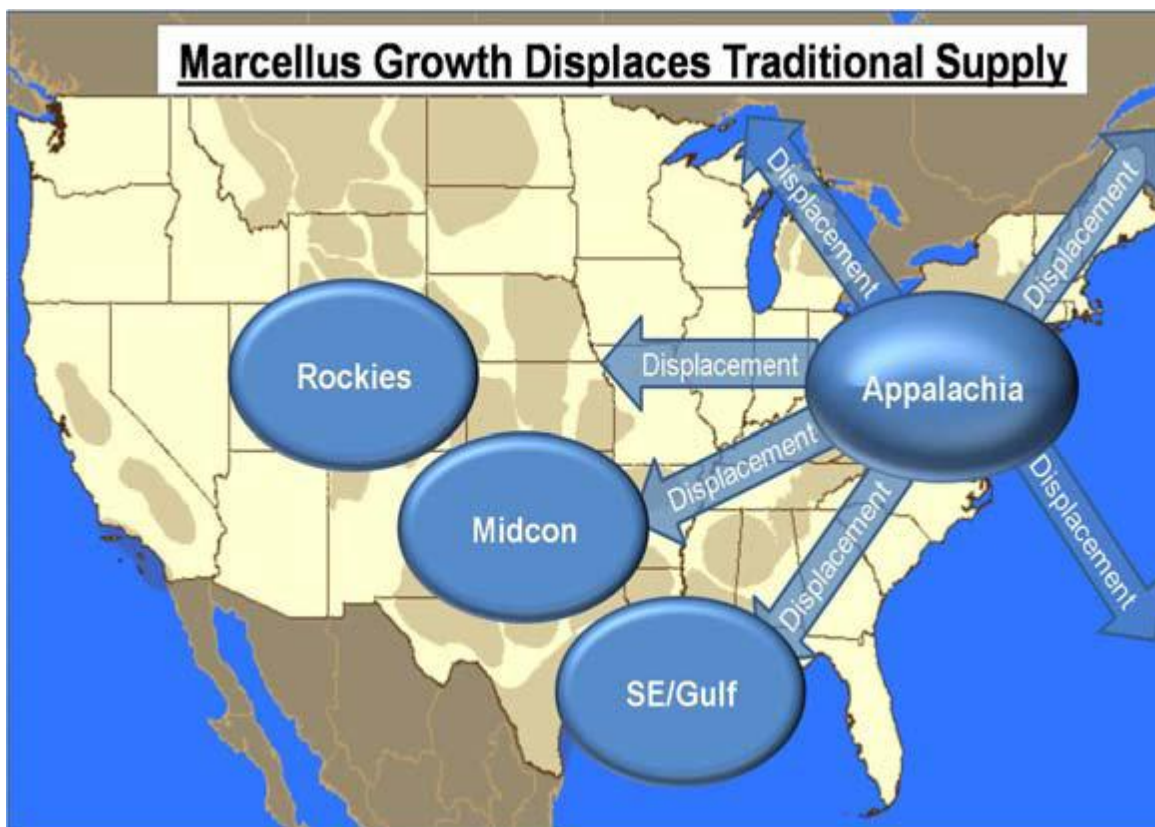 Marcellus Growth Displaces Traditional Supply
Displacement
Displacement
Rockies
Displacement
Appalachia
Midcon
Displacement
Displacement
Displacement
SE/Gulf